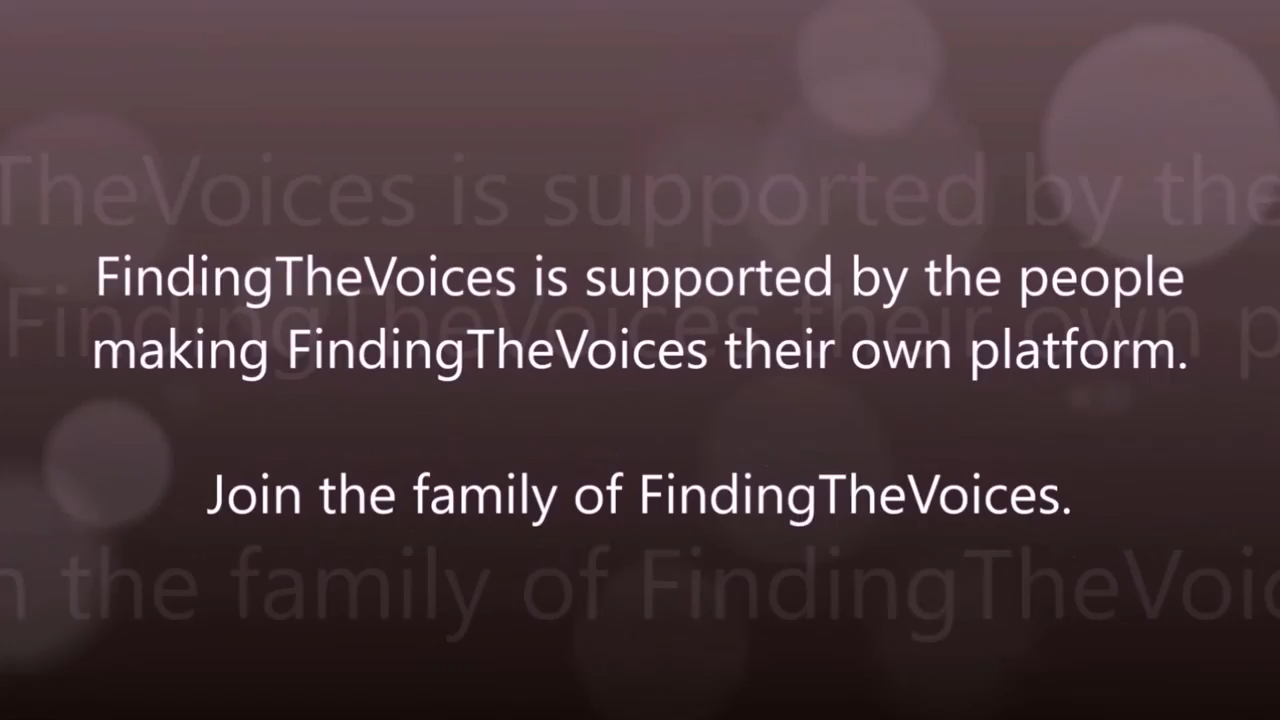 FindingTheVoices is supported by the people
making FindingTheVoices their own platform.
Join the family of FindingTheVoices.